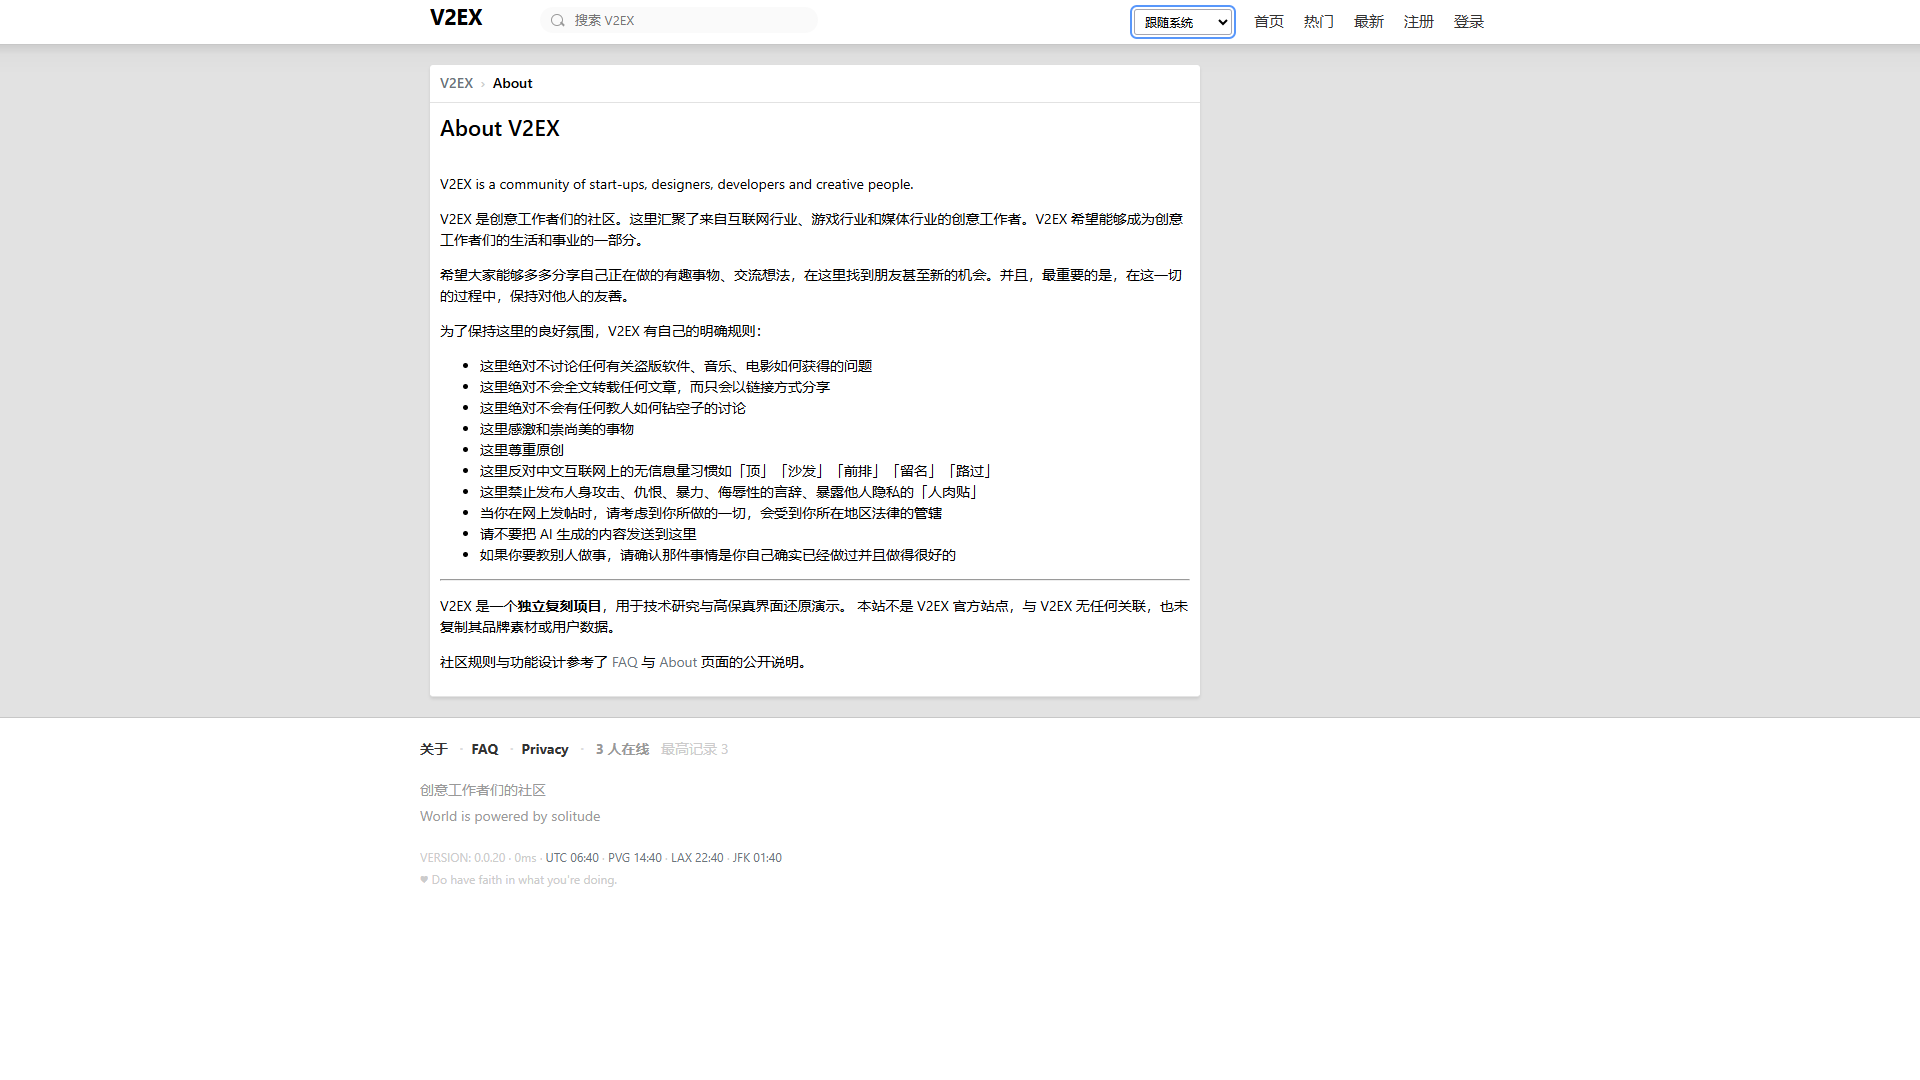 V2EX
搜索 V2EX
跟随系统
首页 热门 最新 注册 登录
V2EX › About
About V2EX
V2EX is a community of start-ups, designers, developers and creative people.
V2EX 是创意工作者们的社区。这里汇聚了来自互联网行业、游戏行业和媒体行业的创意工作者。V2EX 希望能够成为创意
工作者们的生活和事业的一部分。
希望大家能够多多分享自己正在做的有趣事物、交流想法，在这里找到朋友甚至新的机会。并且，最重要的是，在这一切
的过程中，保持对他人的友善。
为了保持这里的良好氛围，V2EX 有自己的明确规则：
• 这里绝对不讨论任何有关盗版软件、音乐、电影如何获得的问题
• 这里绝对不会全文转载任何文章，而只会以链接方式分享
• 这里绝对不会有任何教人如何钻空子的讨论
• 这里感激和崇尚美的事物
• 这里尊重原创
• 这里反对中文互联网上的无信息量习惯如「顶」「沙发」「前排」「留名」「路过」
• 这里禁止发布人身攻击、仇恨、暴力、侮辱性的言辞、暴露他人隐私的「人肉贴」
• 当你在网上发帖时，请考虑到你所做的一切，会受到你所在地区法律的管辖
• 请不要把 AI 生成的内容发送到这里
• 如果你要教别人做事，请确认那件事情是你自己确实已经做过并且做得很好的
V2EX 是一个独立复刻项目，用于技术研究与高保真界面还原演示。 本站不是 V2EX 官方站点，与 V2EX 无任何关联，也未
复制其品牌素材或用户数据。
社区规则与功能设计参考了 FAQ 与 About 页面的公开说明。
关于 · FAQ · Privacy · 3 人在线 最高记录 3
创意工作者们的社区
World is powered by solitude
VERSION: 0.0.20 · 0ms · UTC 06:40 · PVG 14:40 · LAX 22:40 · JFK 01:40
♥ Do have faith in what you're doing.